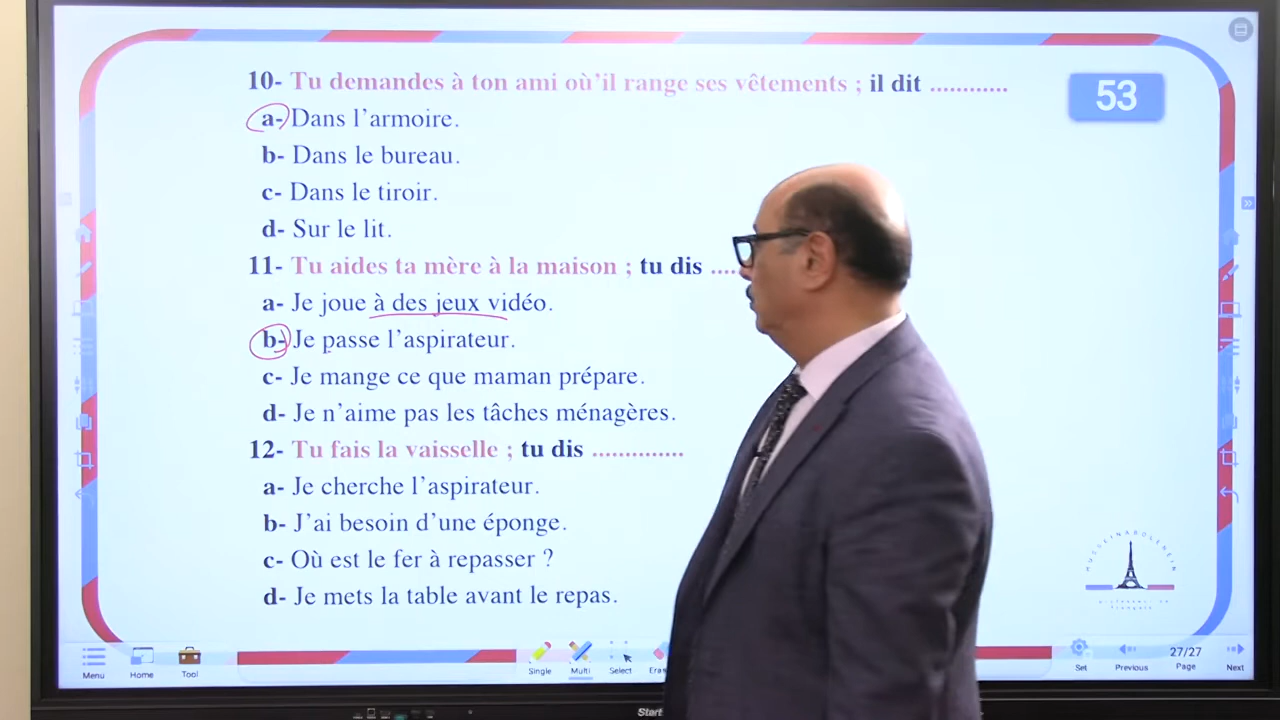 53
10- Tu demandes à ton ami où'il range ses vêtements ; il dit ............
a- Dans l'armoire.
b- Dans le bureau.
c- Dans le tiroir.
d- Sur le lit.
11- Tu aides ta mère à la maison ; tu dis .....
a- Je joue à des jeux vidéo.
b- Je passe l'aspirateur.
c- Je mange ce que maman prépare.
d- Je n'aime pas les tâches ménagères.
12- Tu fais la vaisselle ; tu dis ..............
a- Je cherche l'aspirateur.
b- J'ai besoin d'une éponge.
c- Où est le fer à repasser ?
d- Je mets la table avant le repas.
Menu Home Tool Single Multi Select Set Previous 27/27 Page Next
Start